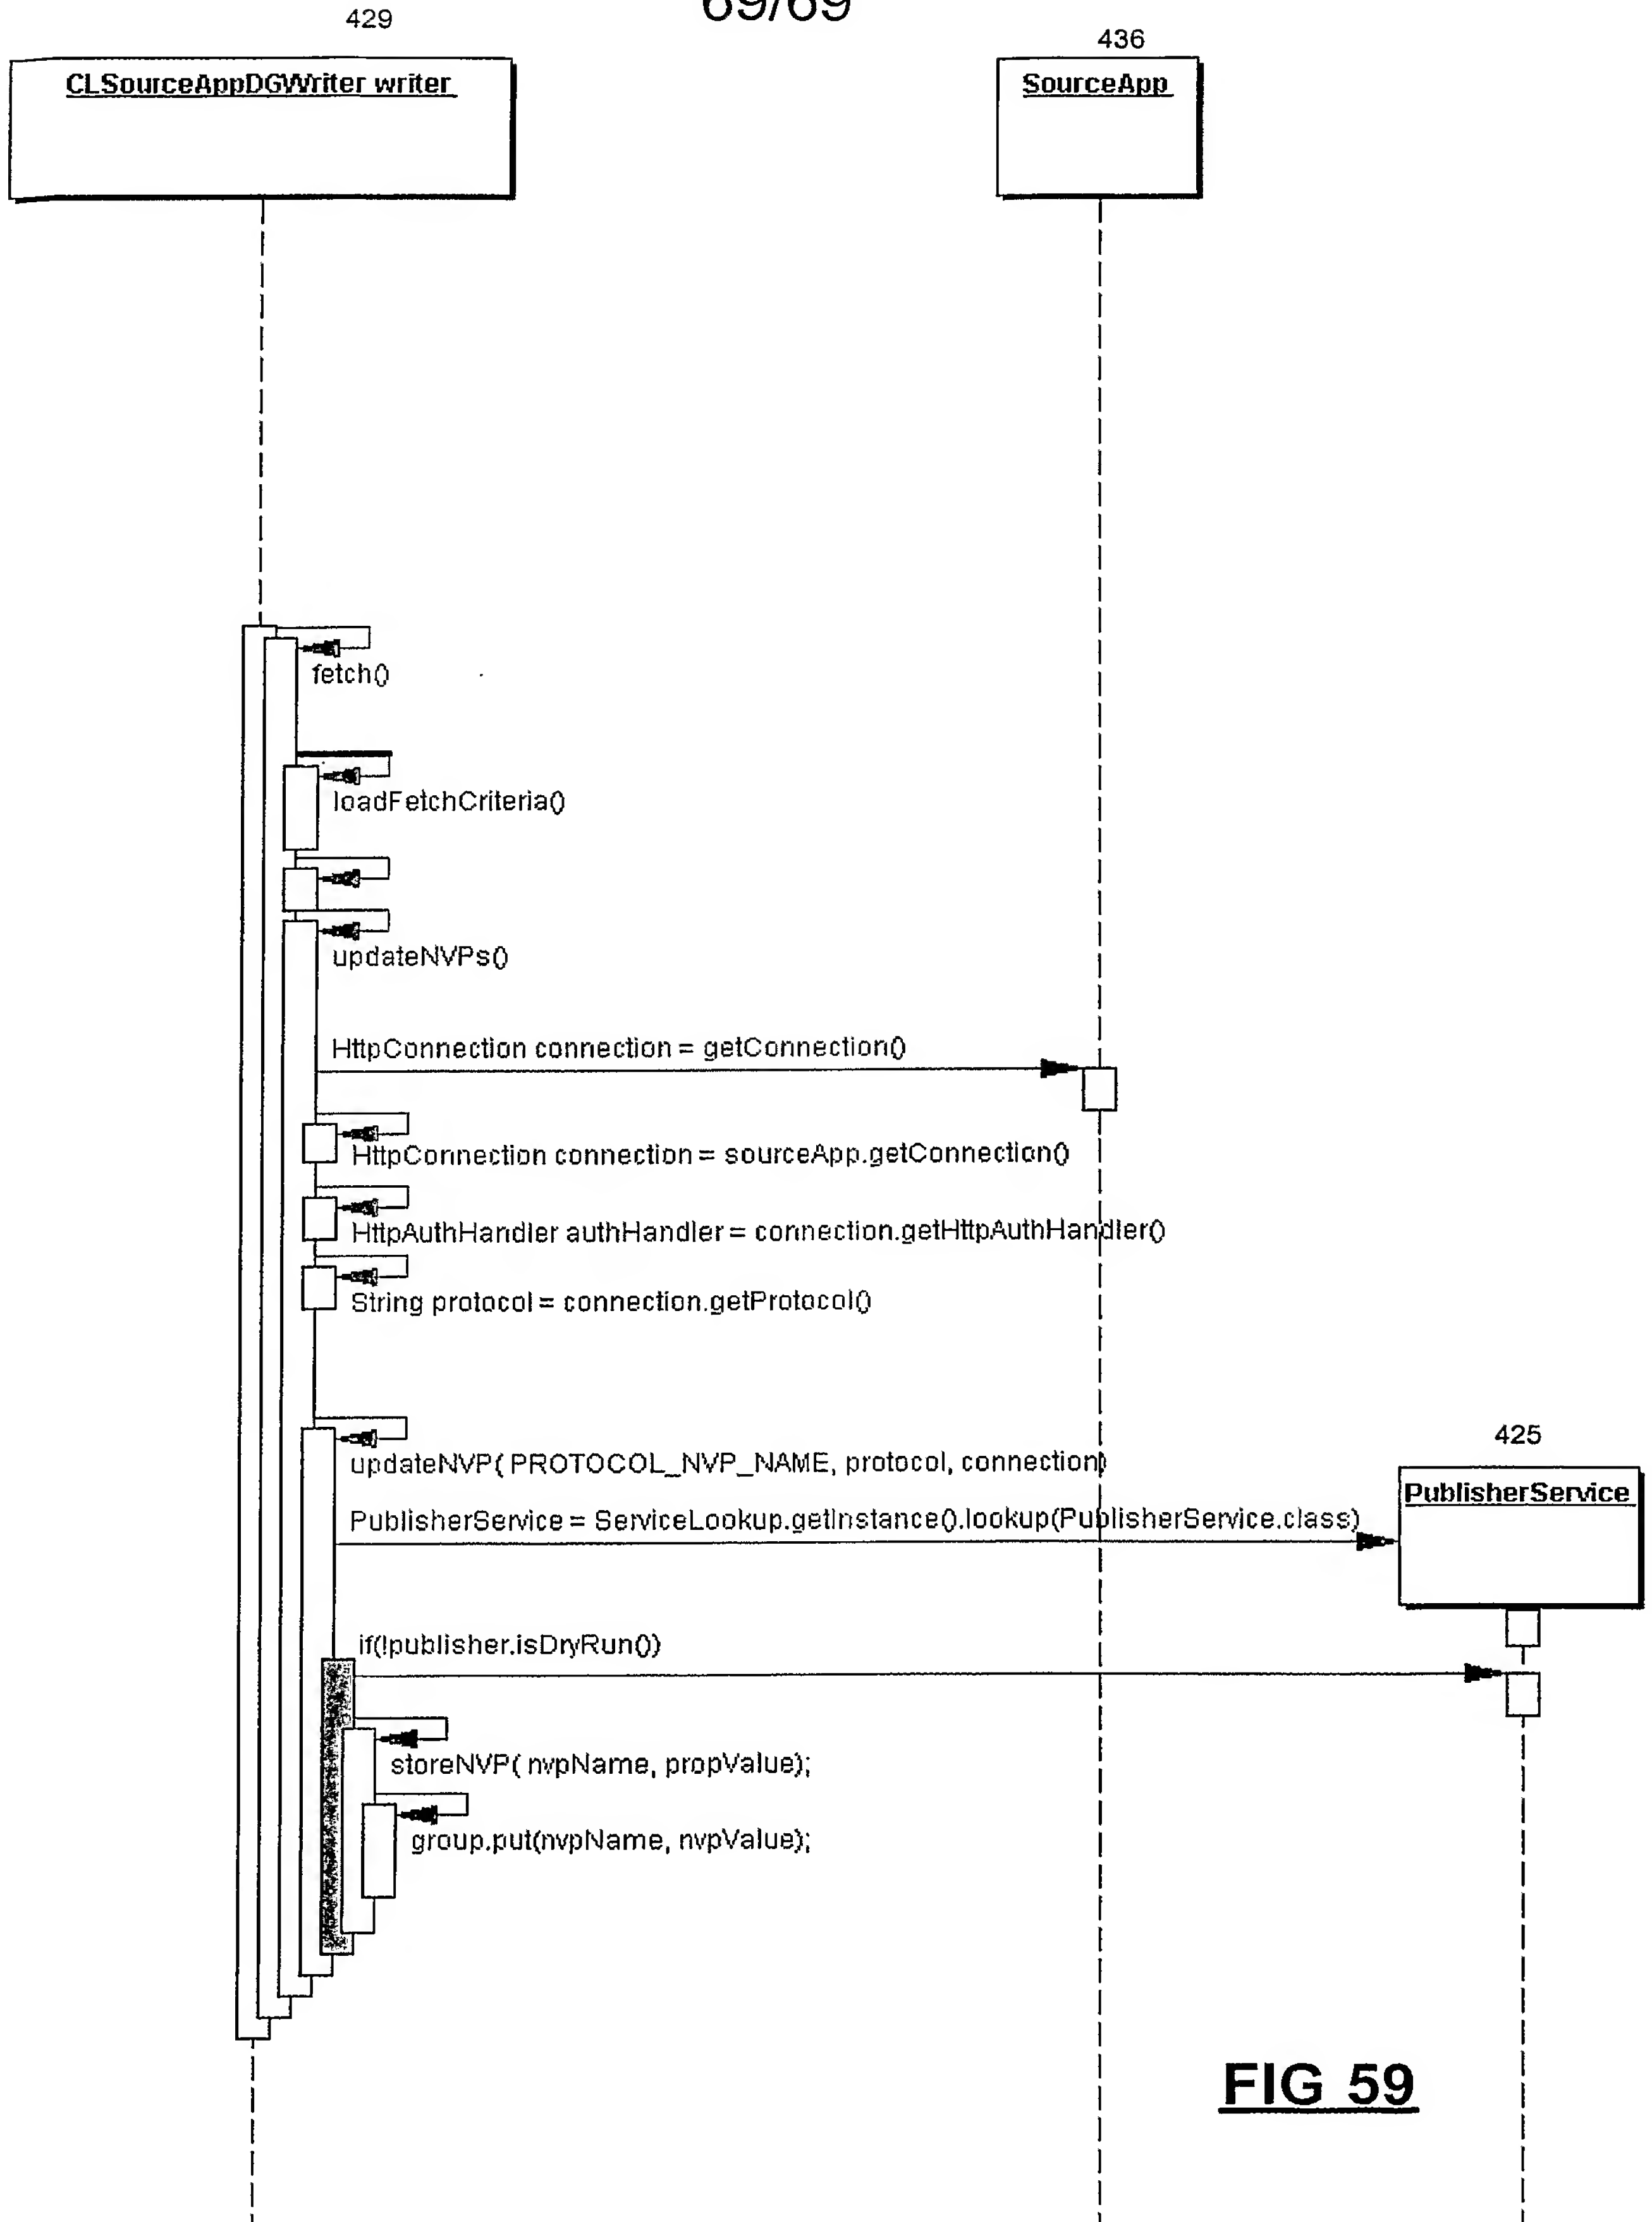 69/69
429
436
CLSourceAppDGWriter writer
SourceApp
fetch()
loadFetchCriteria()
updateNVPs()
HttpConnection connection = getConnection()
HttpConnection connection = sourceApp.getConnection()
HttpAuthHandler authHandler = connection.getHttpAuthHandler()
String protocol = connection.getProtocol()
425
updateNVP( PROTOCOL_NVP_NAME, protocol, connection)
PublisherService
PublisherService = ServiceLookup.getInstance().lookup(PublisherService.class)
if(!publisher.isDryRun())
storeNVP( nvpName, propValue);
group.put(nvpName, nvpValue);
FIG 59